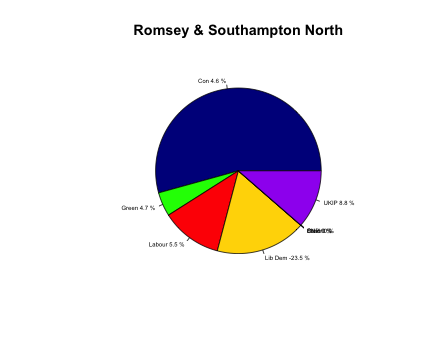 Romsey & Southampton North
Con 4.6 %
Green 4.7 %
UKIP 8.8 %
Labour 5.5 %
Lib Dem -23.5 %